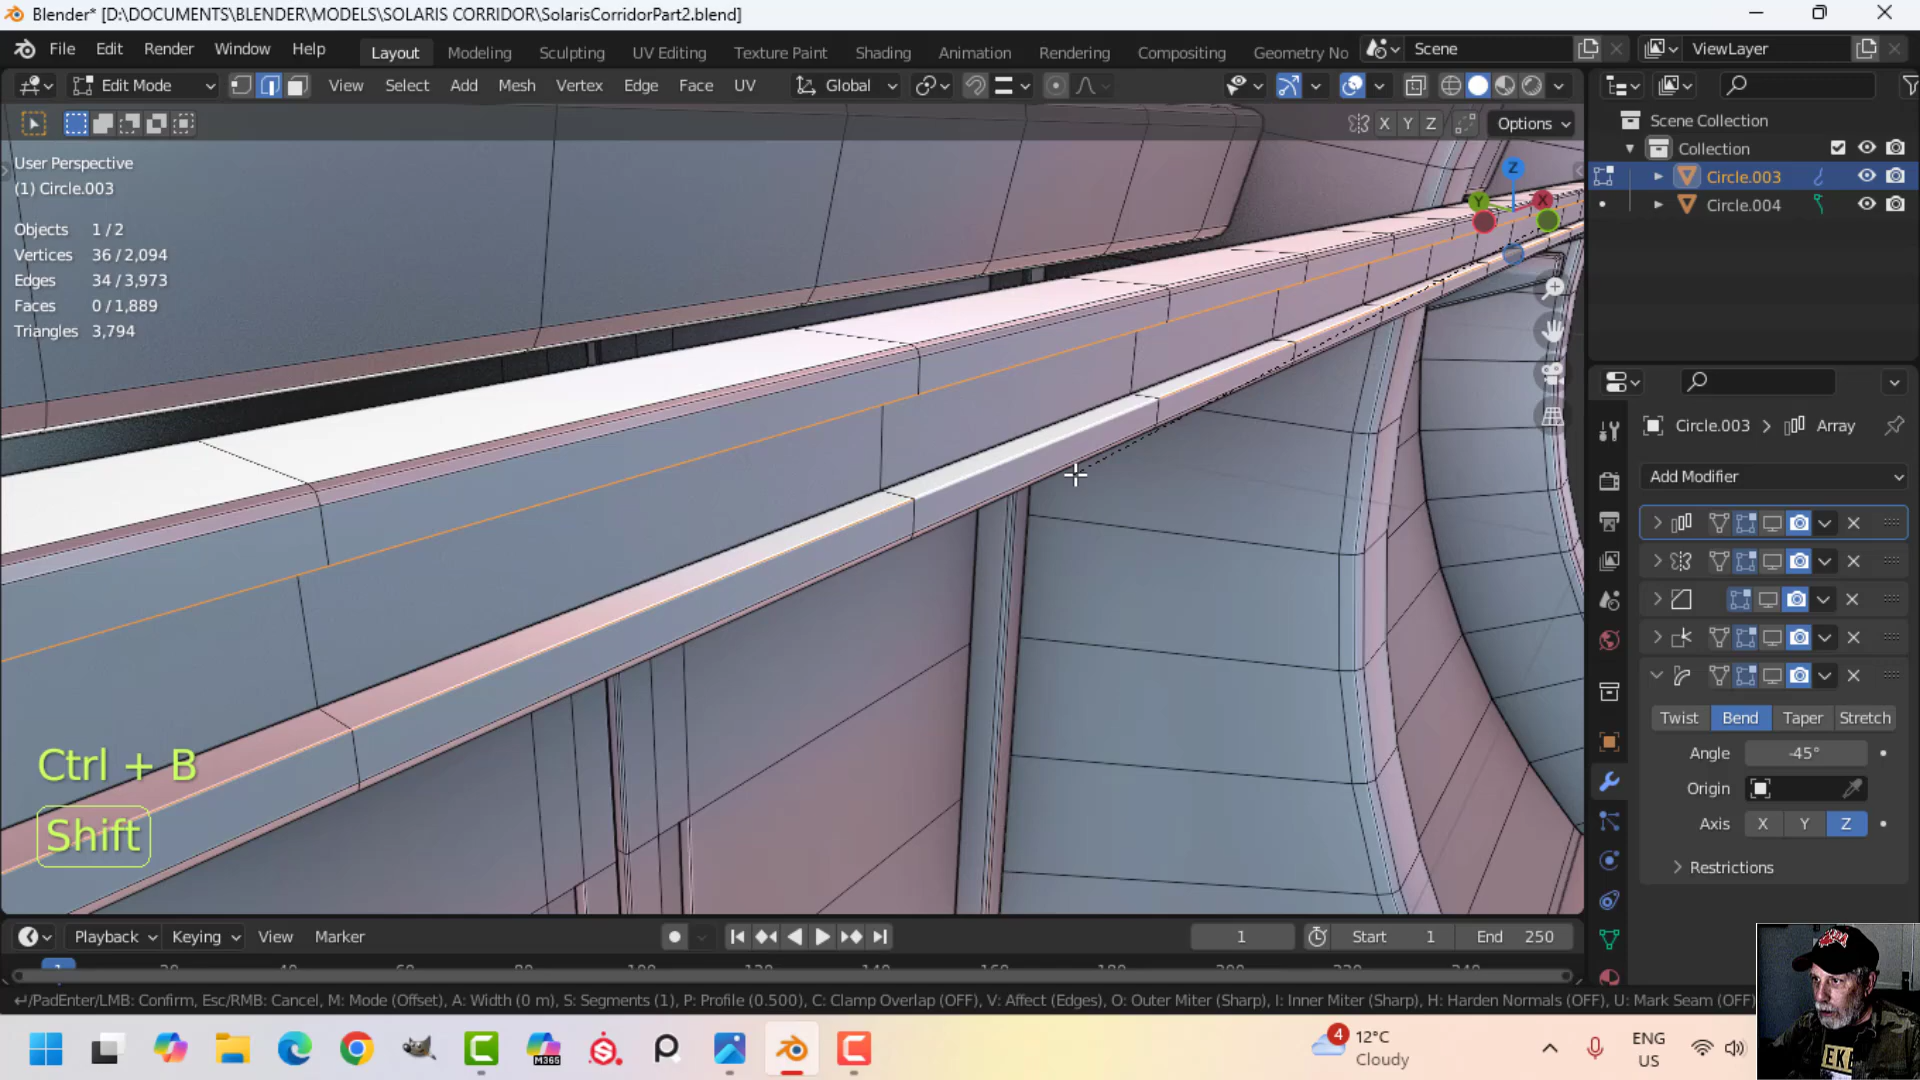 Blender* [D:\DOCUMENTS\BLENDER\MODELS\SOLARIS CORRIDOR\SolarisCorridorPart2.blend]
File Edit Render Window Help
Layout Modeling Sculpting UV Editing Texture Paint Shading Animation Rendering Compositing Geometry No
Scene
ViewLayer
Edit Mode
View Select Add Mesh Vertex Edge Face UV
Global
X Y Z
Options
User Perspective
(1) Circle.003
Objects 1 / 2
Vertices 36 / 2,094
Edges 34 / 3,973
Faces 0 / 1,889
Triangles 3,794
Z
Y
X
Ctrl + B
Shift
Scene Collection
Collection
Circle.003
Circle.004
Circle.003 > Array
Add Modifier
Twist Bend Taper Stretch
Angle -45°
Origin
Axis X Y Z
Restrictions
Playback Keying View Marker
1
Start 1
End 250
1
↵/PadEnter/LMB: Confirm, Esc/RMB: Cancel, M: Mode (Offset), A: Width (0 m), S: Segments (1), P: Profile (0.500), C: Clamp Overlap (OFF), V: Affect (Edges), O: Outer Miter (Sharp), I: Inner Miter (Sharp), H: Harden Normals (OFF), U: Mark Seam (OFF)
M365
4
12°C
Cloudy
ENG
US